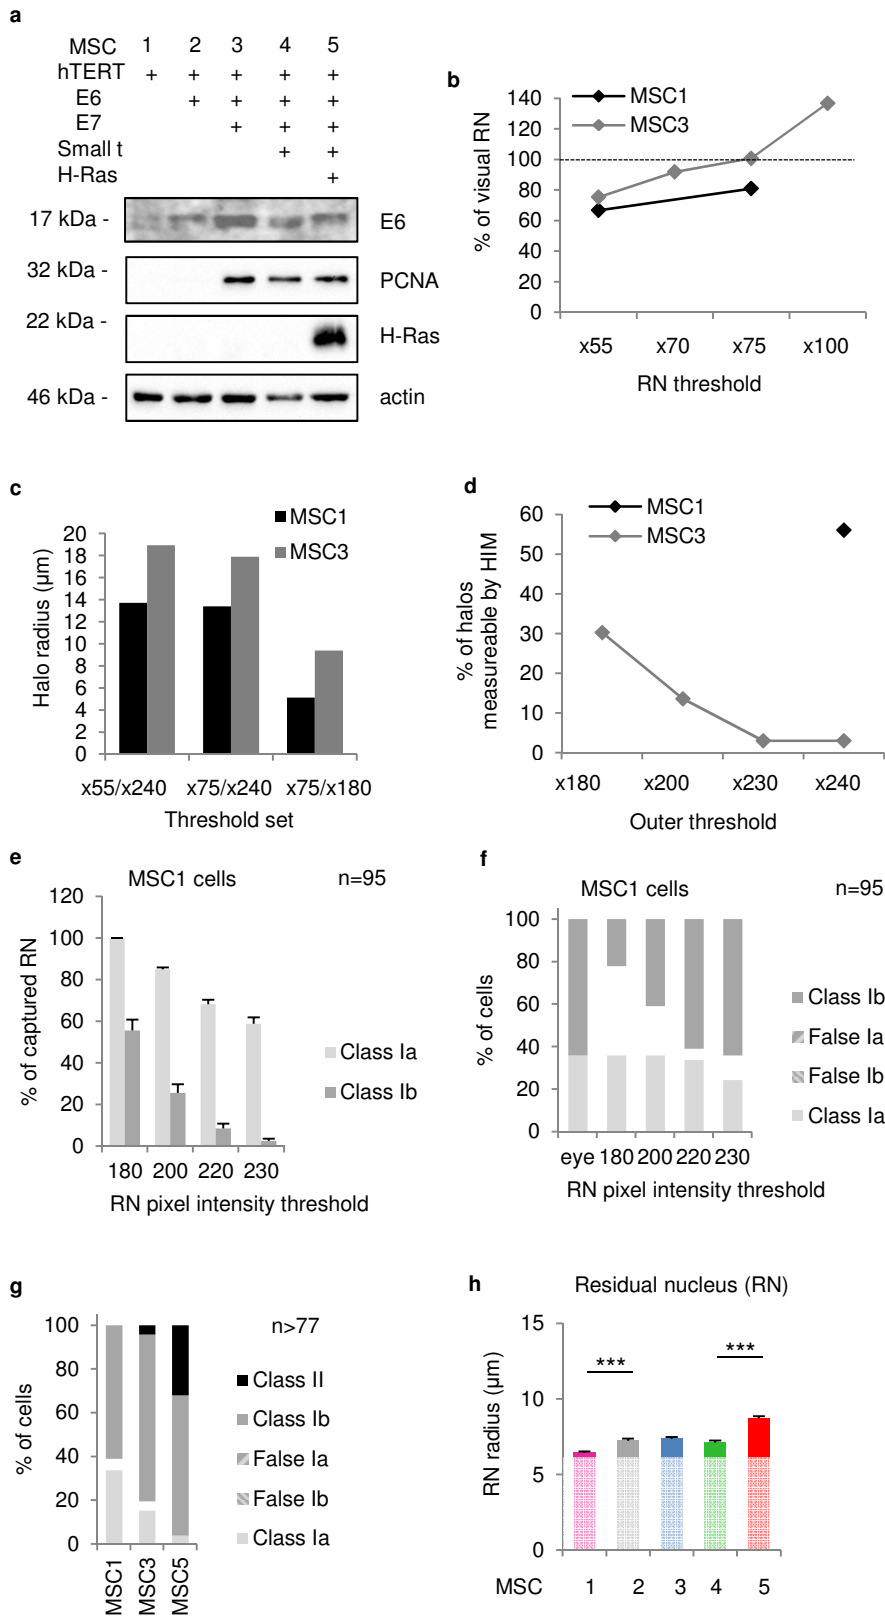 a
MSC 1 2 3 4 5
hTERT + + + + +
E6 + + + +
E7 + + +
Small t + +
H-Ras +
17 kDa - E6
32 kDa - PCNA
22 kDa - H-Ras
46 kDa - actin
b
MSC1
MSC3
% of visual RN
140
120
100
80
60
40
20
0
x55 x70 x75 x100
RN threshold
c
MSC1
MSC3
Halo radius (µm)
20
18
16
14
12
10
8
6
4
2
0
x55/x240 x75/x240 x75/x180
Threshold set
d
MSC1
MSC3
% of halos
measureable by HIM
60
50
40
30
20
10
0
x180 x200 x230 x240
Outer threshold
e
MSC1 cells n=95
% of captured RN
120
100
80
60
40
20
0
Class Ia
Class Ib
180 200 220 230
RN pixel intensity threshold
f
MSC1 cells n=95
% of cells
100
80
60
40
20
0
Class Ib
False Ia
False Ib
Class Ia
eye 180 200 220 230
RN pixel intensity threshold
g
n>77
% of cells
100
80
60
40
20
0
Class II
Class Ib
False Ia
False Ib
Class Ia
MSC1
MSC3
MSC5
h
Residual nucleus (RN)
RN radius (µm)
15
10
5
0
***
***
MSC 1 2 3 4 5